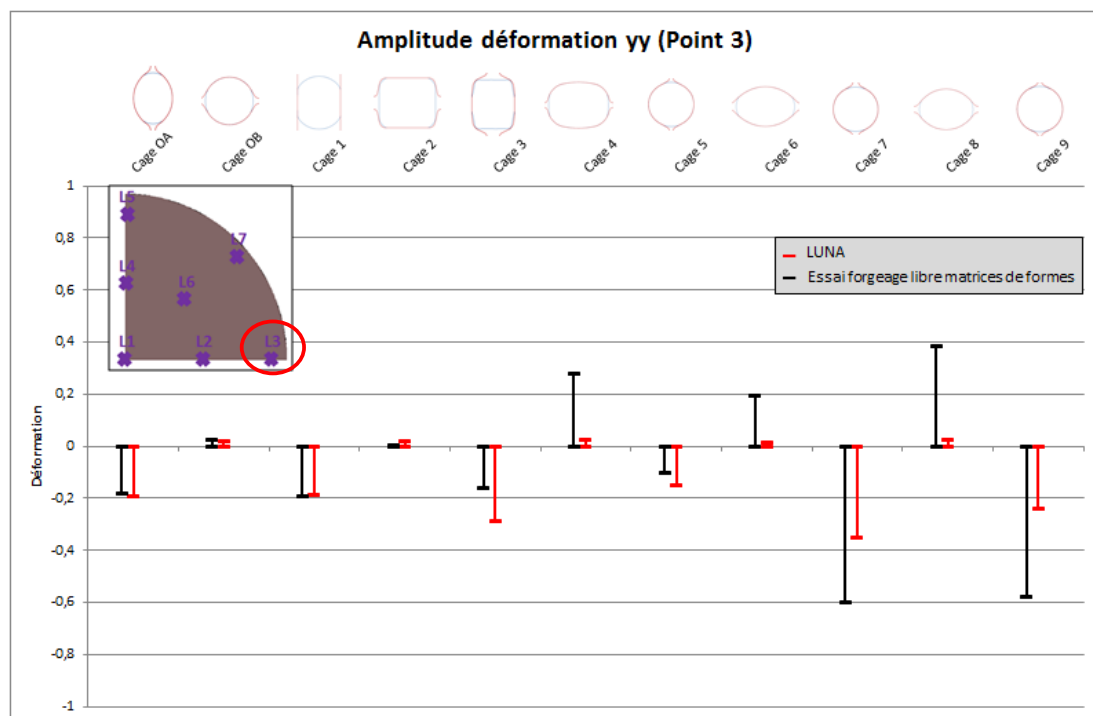 Amplitude déformation yy (Point 3)
Cage OA
Cage OB
Cage 1
Cage 2
Cage 3
Cage 4
Cage 5
Cage 6
Cage 7
Cage 8
Cage 9
L5
L7
L4
L6
L1
L2
L3
LUNA
Essai forgeage libre matrices de formes
Déformation
1
0,8
0,6
0,4
0,2
0
-0,2
-0,4
-0,6
-0,8
-1